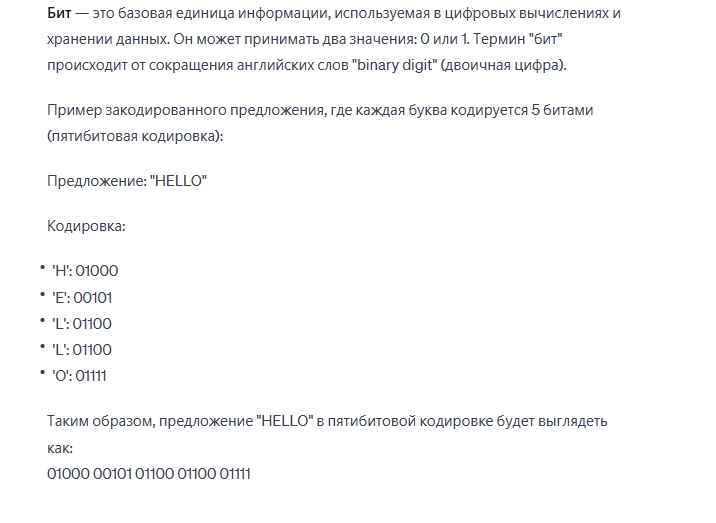 Бит — это базовая единица информации, используемая в цифровых вычислениях и
хранении данных. Он может принимать два значения: 0 или 1. Термин "бит"
происходит от сокращения английских слов "binary digit" (двоичная цифра).
Пример закодированного предложения, где каждая буква кодируется 5 битами
(пятибитовая кодировка):
Предложение: "HELLO"
Кодировка:
• 'H': 01000
• 'E': 00101
• 'L': 01100
• 'L': 01100
• 'O': 01111
Таким образом, предложение "HELLO" в пятибитовой кодировке будет выглядеть
как:
01000 00101 01100 01100 01111